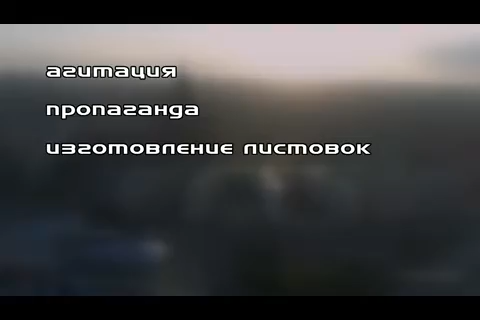 агитация
пропаганда
изготовление листовок